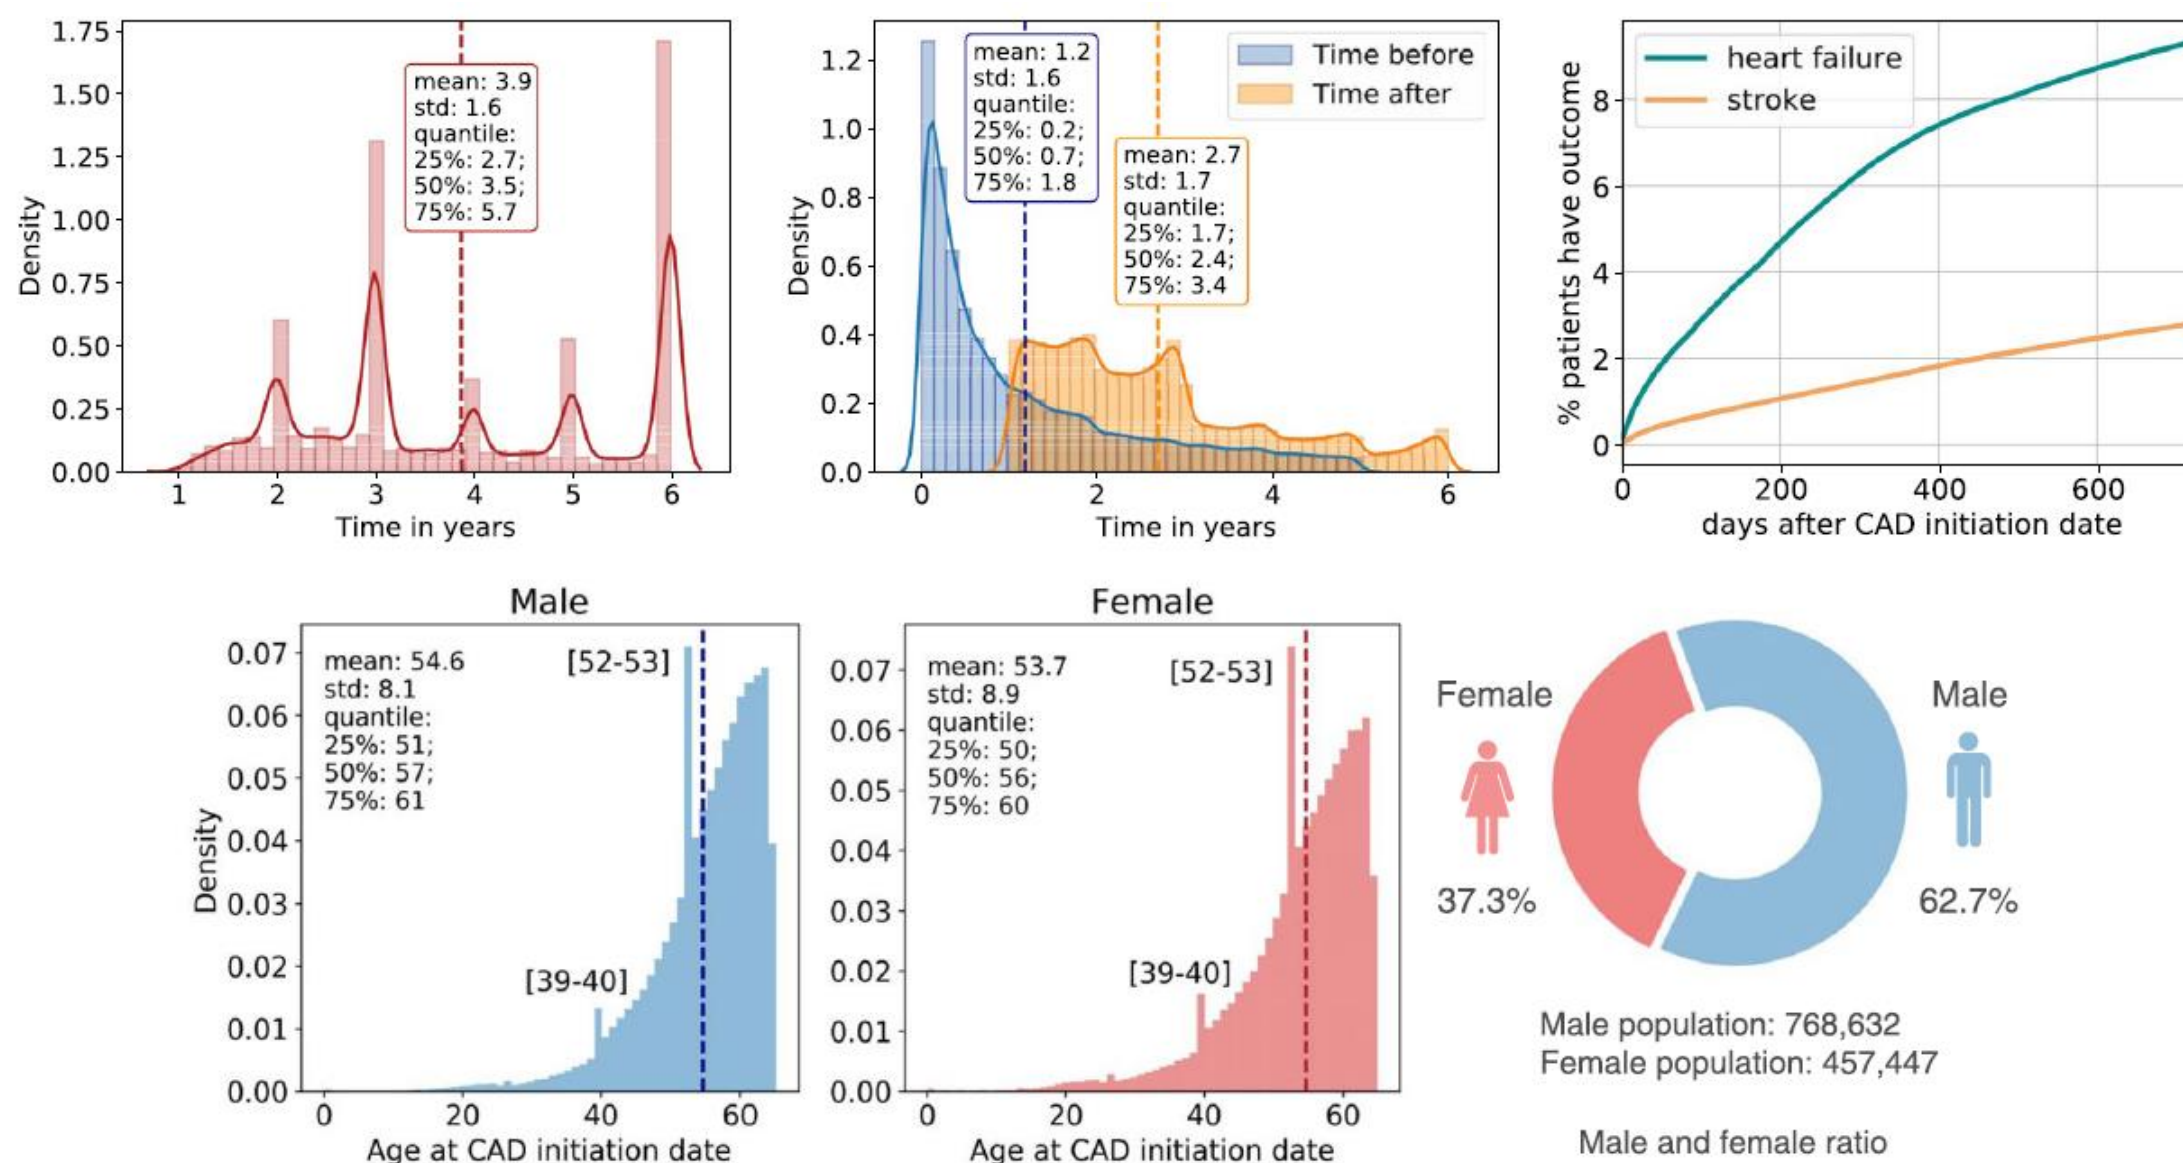 1.75
1.50
1.25
1.00
0.75
0.50
0.25
0.00
Density
mean: 3.9
std: 1.6
quantile:
25%: 2.7;
50%: 3.5;
75%: 5.7
1 2 3 4 5 6
Time in years
1.2
1.0
0.8
0.6
0.4
0.2
0.0
Density
mean: 1.2
std: 1.6
quantile:
25%: 0.2;
50%: 0.7;
75%: 1.8
mean: 2.7
std: 1.7
quantile:
25%: 1.7;
50%: 2.4;
75%: 3.4
Time before
Time after
0 2 4 6
Time in years
8
6
4
2
0
% patients have outcome
heart failure
stroke
0 200 400 600
days after CAD initiation date
Male
0.07
0.06
0.05
0.04
0.03
0.02
0.01
0.00
Density
mean: 54.6
std: 8.1
quantile:
25%: 51;
50%: 57;
75%: 61
[52-53]
[39-40]
0 20 40 60
Age at CAD initiation date
Female
0.07
0.06
0.05
0.04
0.03
0.02
0.01
0.00
mean: 53.7
std: 8.9
quantile:
25%: 50;
50%: 56;
75%: 60
[52-53]
[39-40]
0 20 40 60
Age at CAD initiation date
Female
37.3%
Male
62.7%
Male population: 768,632
Female population: 457,447
Male and female ratio